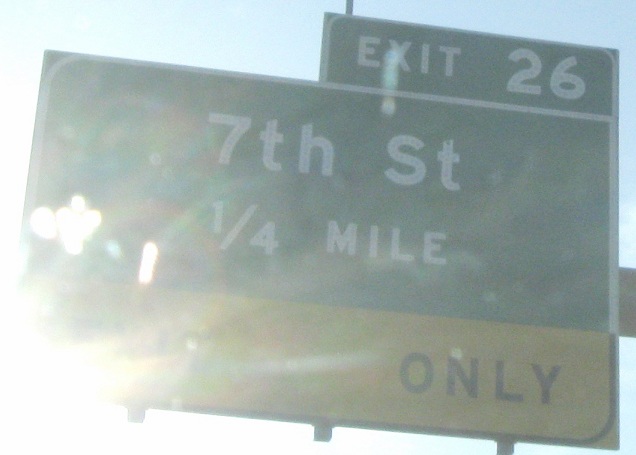 EXIT 26
7th St
1/4 MILE
ONLY